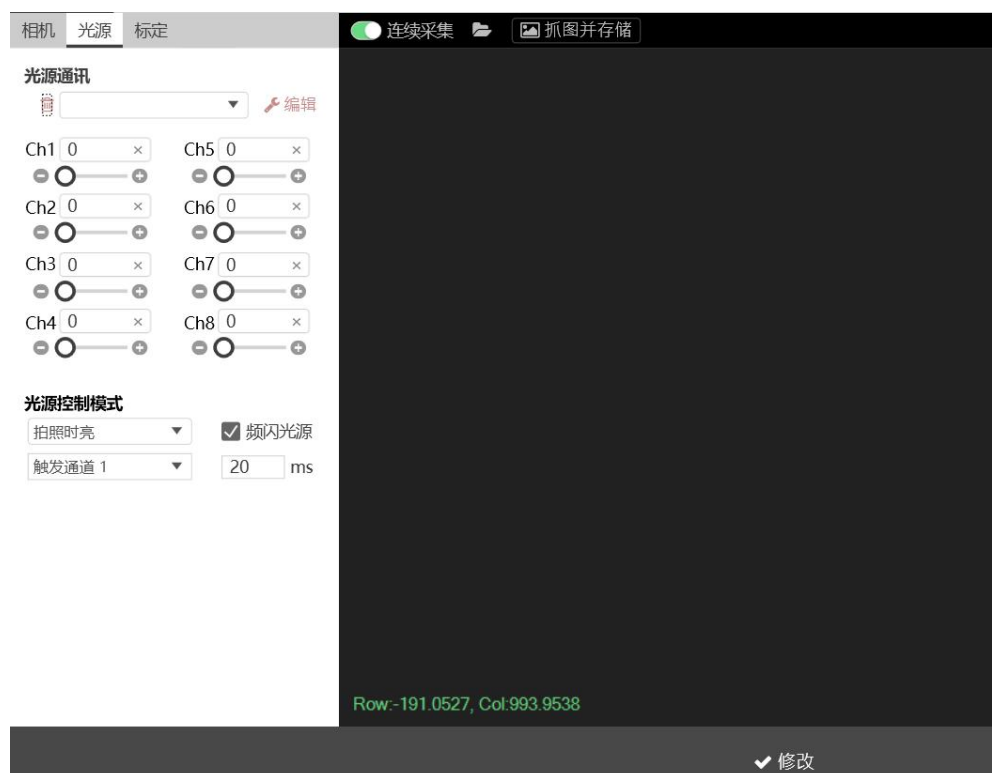 相机 光源 标定 连续采集 抓图并存储
光源通讯
编辑
Ch1 0 × Ch5 0 ×
Ch2 0 × Ch6 0 ×
Ch3 0 × Ch7 0 ×
Ch4 0 × Ch8 0 ×
光源控制模式
拍照时亮 频闪光源
触发通道 1 20 ms
Row:-191.0527, Col:993.9538
修改